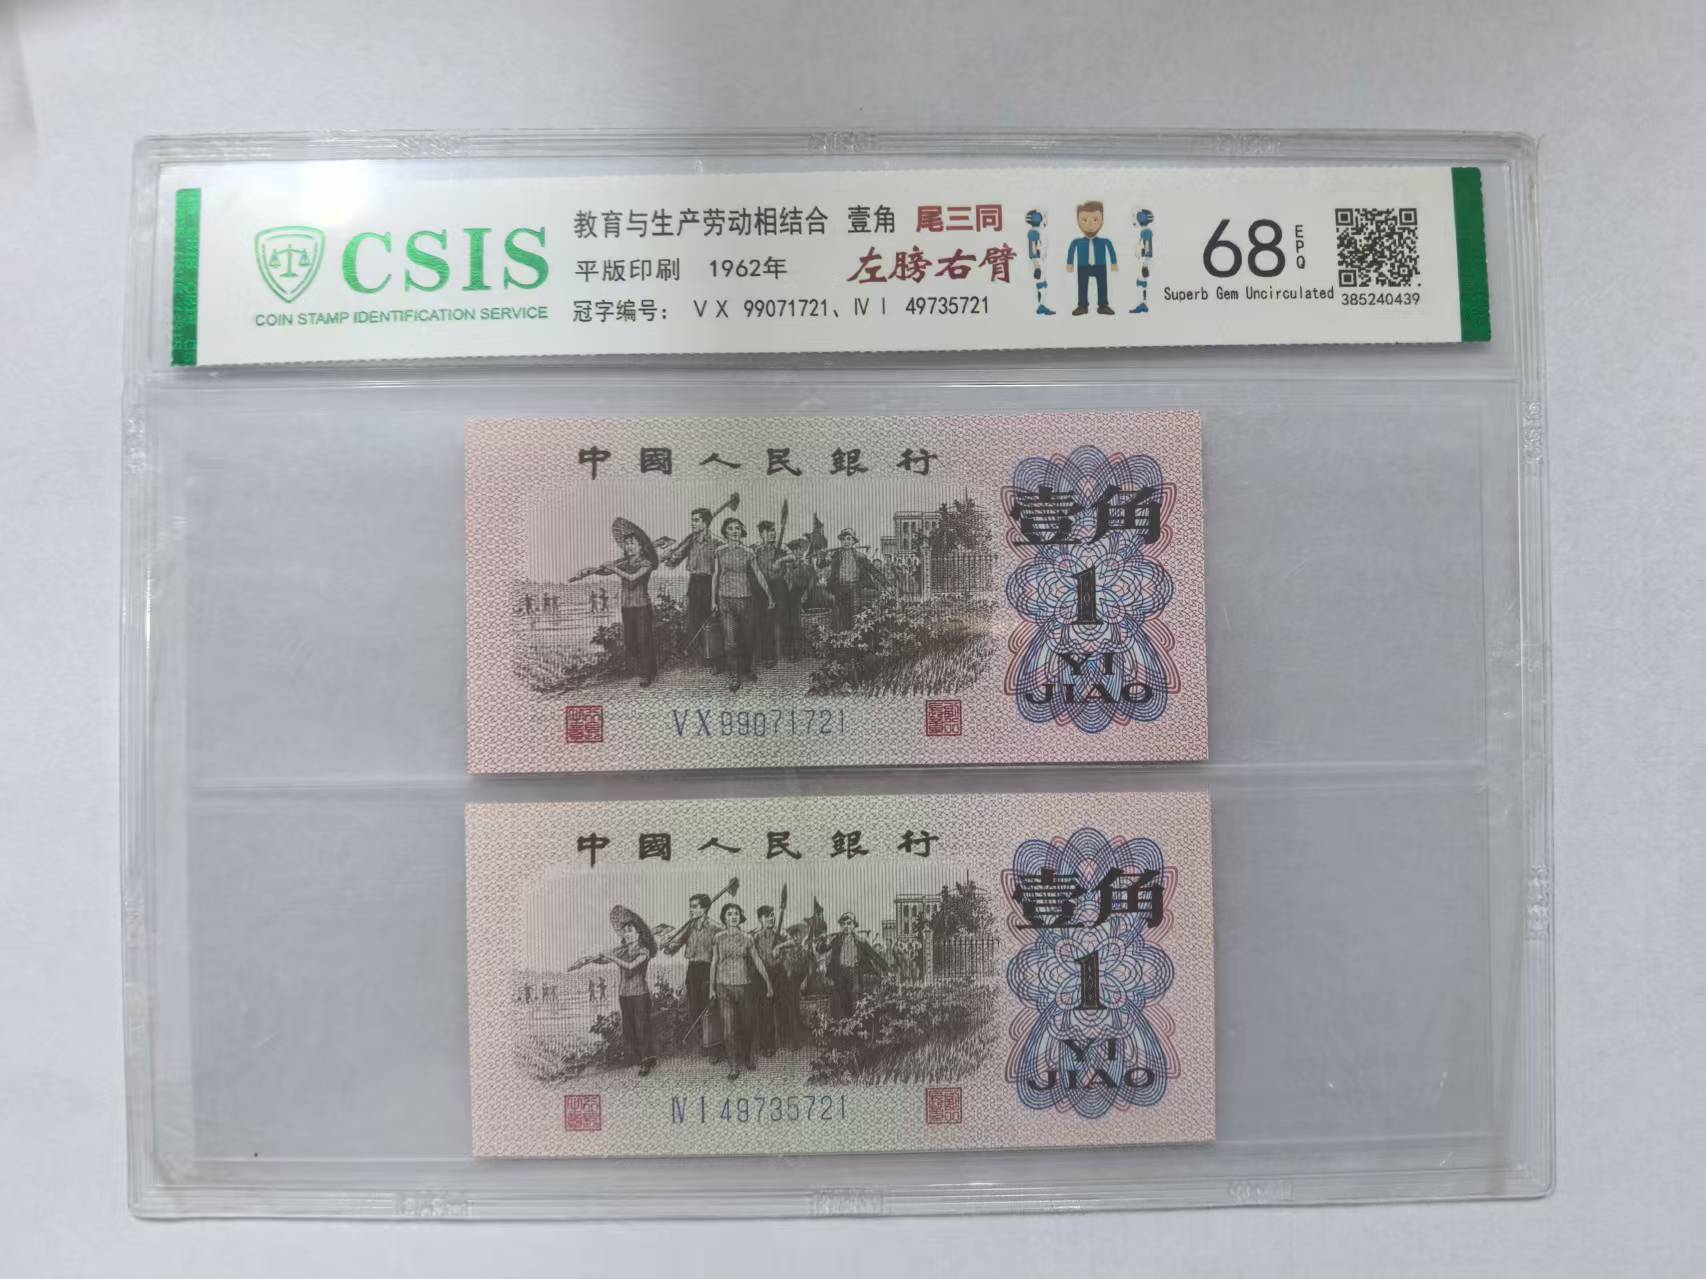 CSIS
COIN STAMP IDENTIFICATION SERVICE
教育与生产劳动相结合 壹角 尾三同
平版印刷 1962年 左膀右臂
冠字编号： ⅤⅩ 99071721、ⅣⅠ 49735721
68 EPQ
Superb Gem Uncirculated
385240439
中國人民銀行
壹角
1
YI
JIAO
ⅤⅩ99071721
中國人民銀行
壹角
1
YI
JIAO
ⅣⅠ49735721